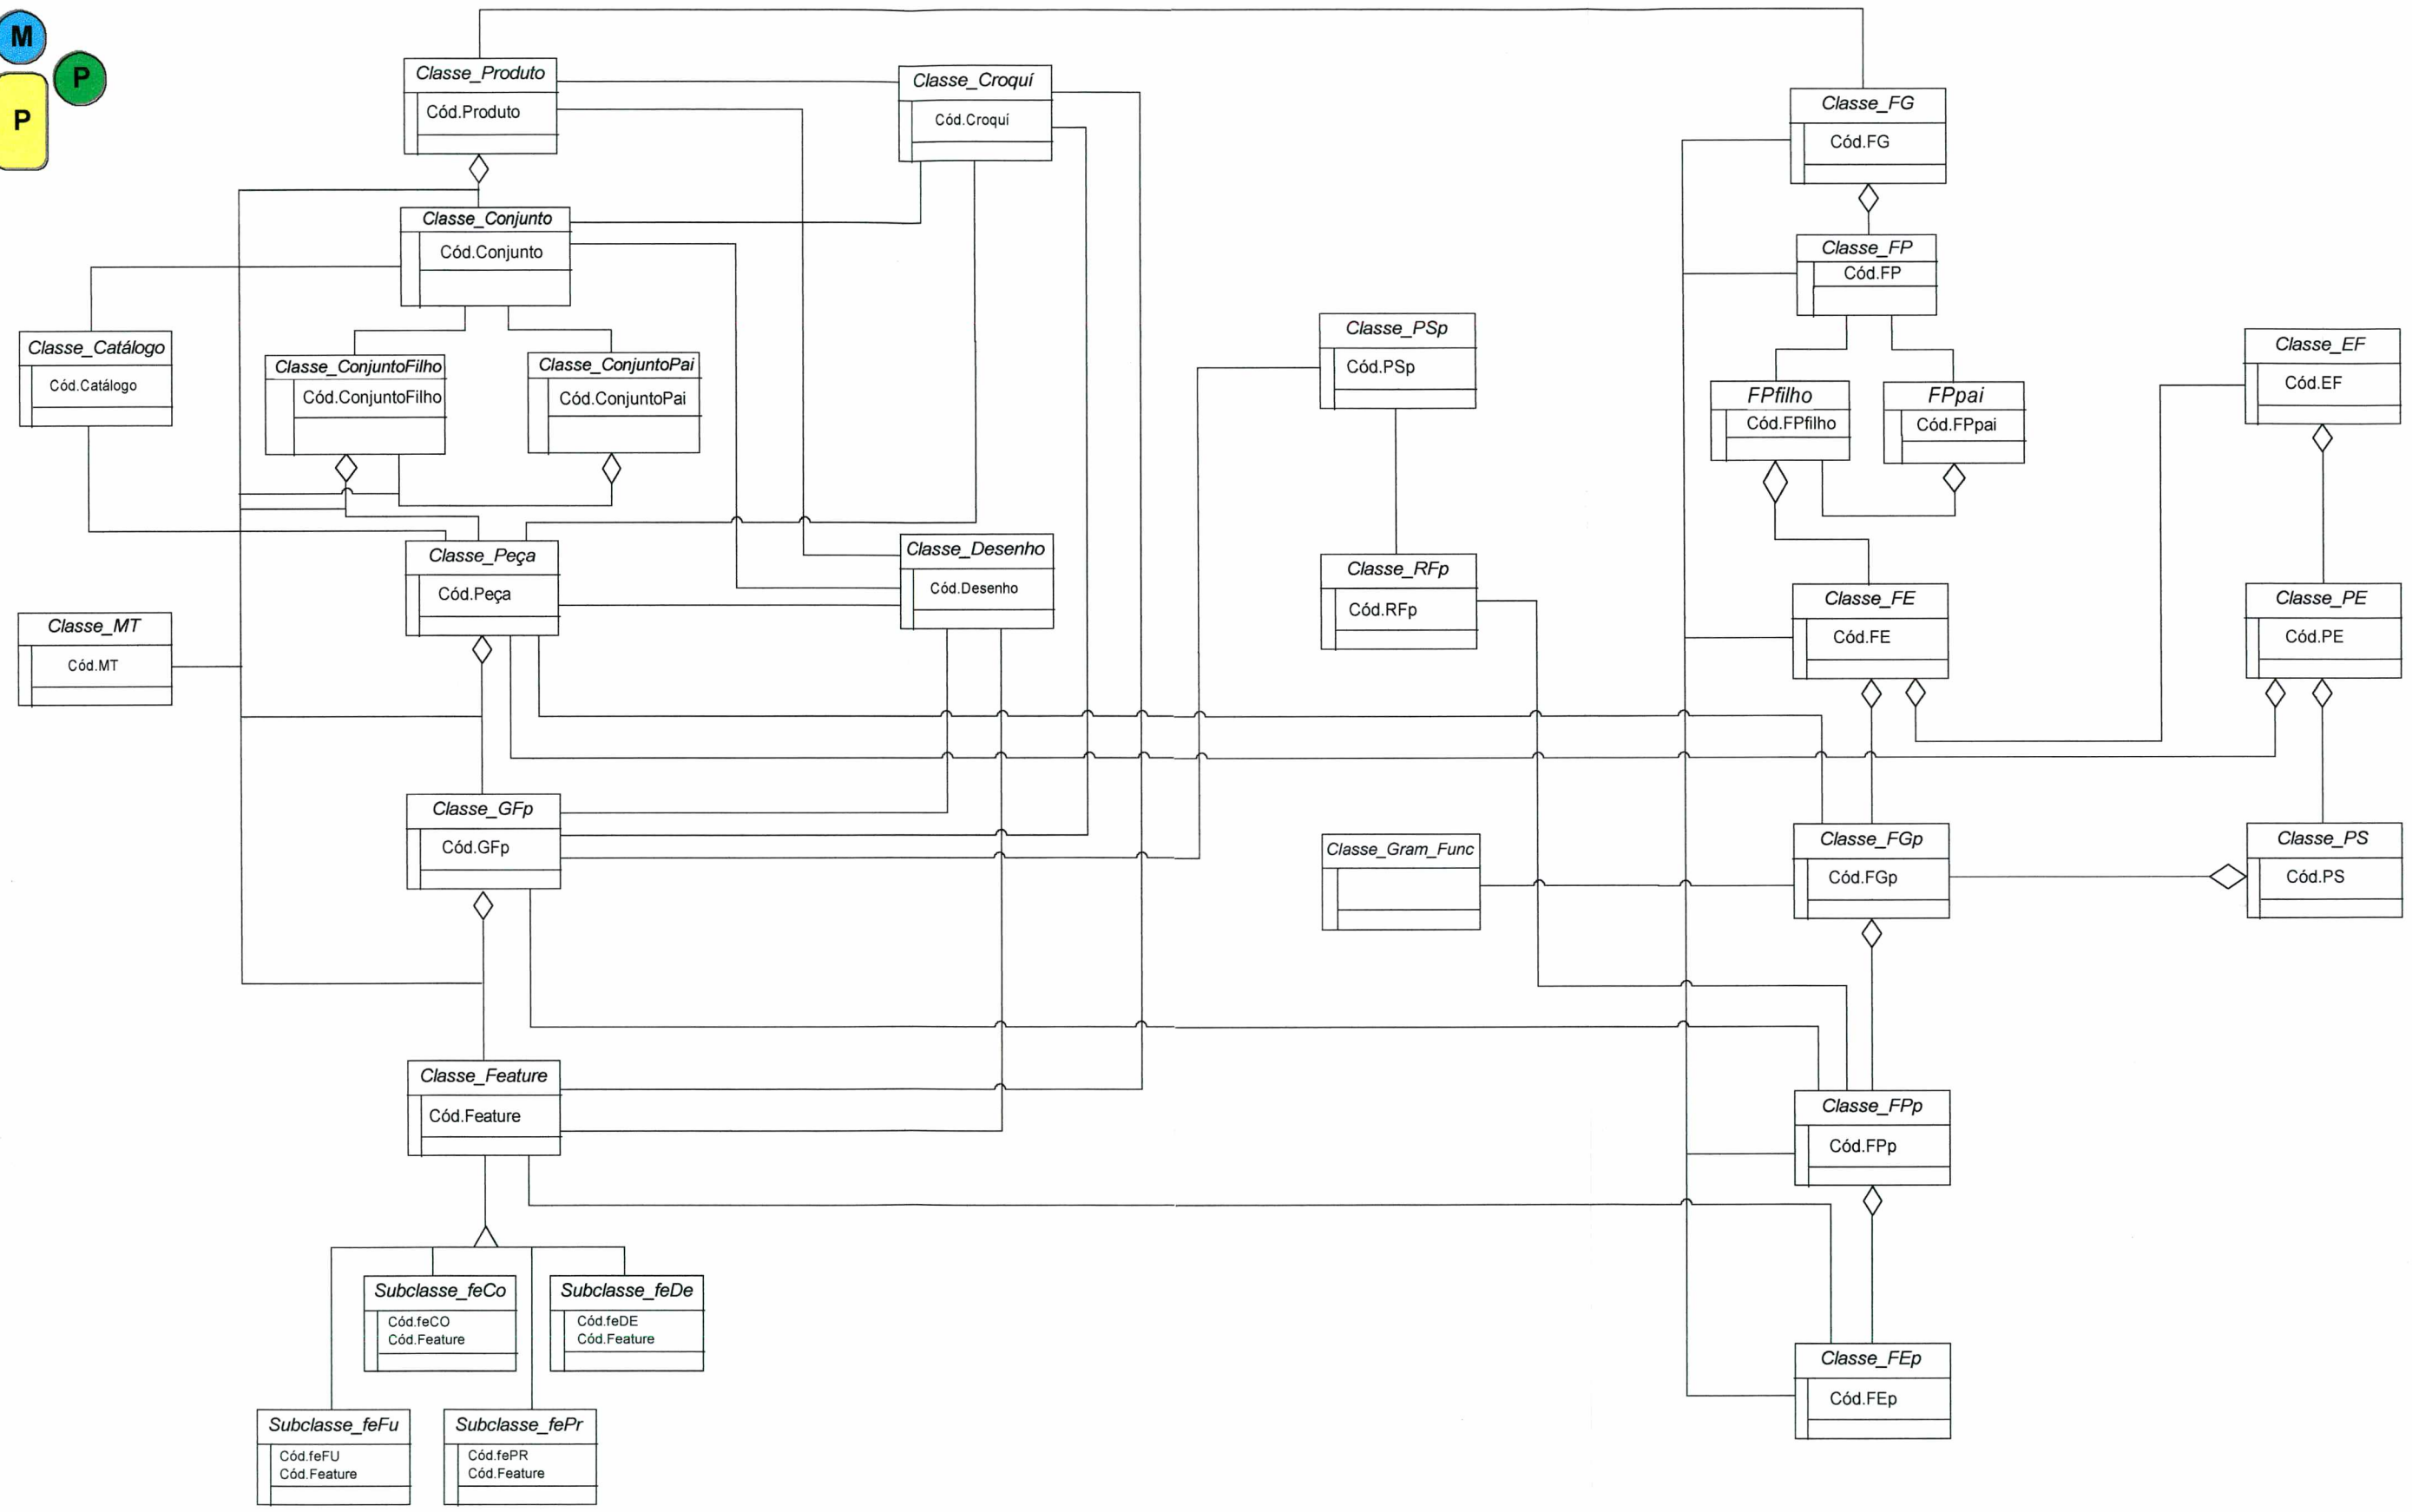 M
P
P
Classe_Produto
Cód.Produto
Classe_Croquí
Cód.Croquí
Classe_FG
Cód.FG
Classe_Conjunto
Cód.Conjunto
Classe_FP
Cód.FP
Classe_Catálogo
Cód.Catálogo
Classe_ConjuntoFilho
Cód.ConjuntoFilho
Classe_ConjuntoPai
Cód.ConjuntoPai
Classe_PSp
Cód.PSp
FPfilho
Cód.FPfilho
FPpai
Cód.FPpai
Classe_EF
Cód.EF
Classe_Peça
Cód.Peça
Classe_Desenho
Cód.Desenho
Classe_RFp
Cód.RFp
Classe_FE
Cód.FE
Classe_PE
Cód.PE
Classe_MT
Cód.MT
Classe_GFp
Cód.GFp
Classe_Gram_Func
Classe_FGp
Cód.FGp
Classe_PS
Cód.PS
Classe_Feature
Cód.Feature
Classe_FPp
Cód.FPp
Subclasse_feCo
Cód.feCO
Cód.Feature
Subclasse_feDe
Cód.feDE
Cód.Feature
Classe_FEp
Cód.FEp
Subclasse_feFu
Cód.feFU
Cód.Feature
Subclasse_fePr
Cód.fePR
Cód.Feature